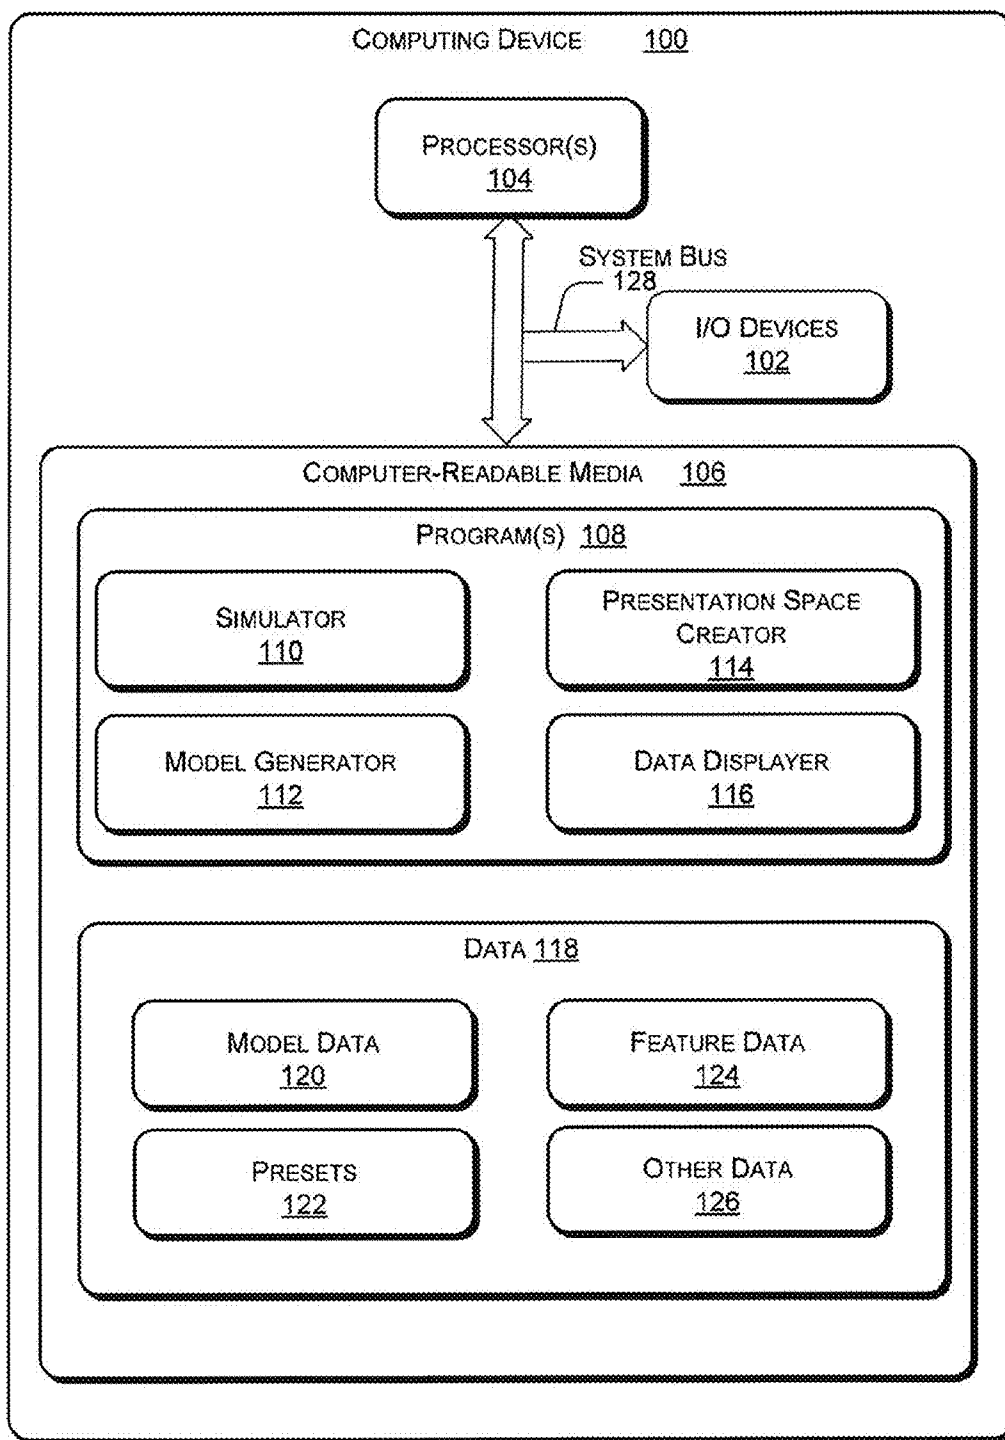 COMPUTING DEVICE 100
PROCESSOR(S)
104
SYSTEM BUS
128
I/O DEVICES
102
COMPUTER-READABLE MEDIA 106
PROGRAM(S) 108
SIMULATOR
110
PRESENTATION SPACE
CREATOR
114
MODEL GENERATOR
112
DATA DISPLAYER
116
DATA 118
MODEL DATA
120
FEATURE DATA
124
PRESETS
122
OTHER DATA
126